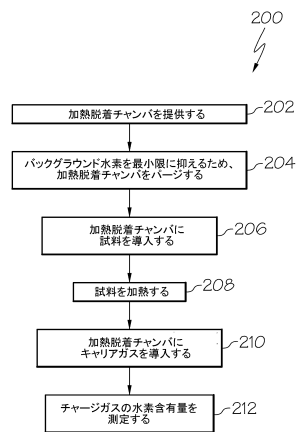 200
加熱脱着チャンバを提供する
202
バックグラウンド水素を最小限に抑えるため、
加熱脱着チャンバをパージする
204
加熱脱着チャンバに
試料を導入する
206
試料を加熱する
208
加熱脱着チャンバに
キャリアガスを導入する
210
チャージガスの水素含有量を
測定する
212